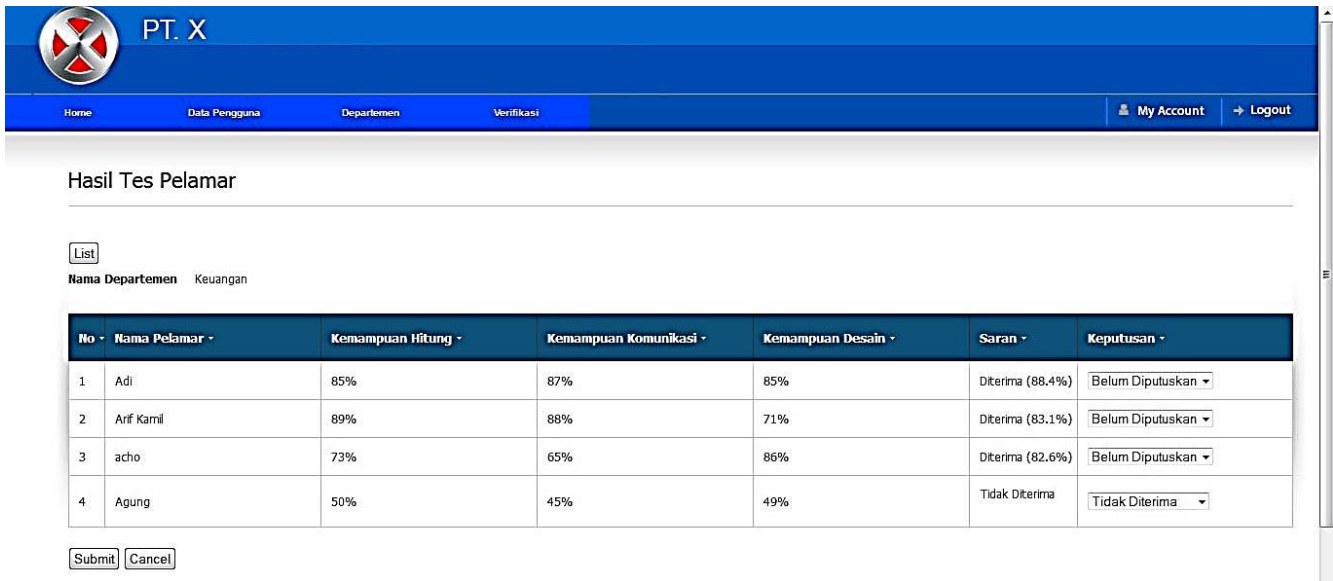 PT. X
Home Data Pengguna Departemen Verifikasi My Account Logout
Hasil Tes Pelamar
List
Nama Departemen Keuangan
No Nama Pelamar Kemampuan Hitung Kemampuan Komunikasi Kemampuan Desain Saran Keputusan
1 Adi 85% 87% 85% Diterima (88.4%) Belum Diputuskan
2 Arif Kamil 89% 88% 71% Diterima (83.1%) Belum Diputuskan
3 acho 73% 65% 86% Diterima (82.6%) Belum Diputuskan
4 Agung 50% 45% 49% Tidak Diterima Tidak Diterima
Submit Cancel